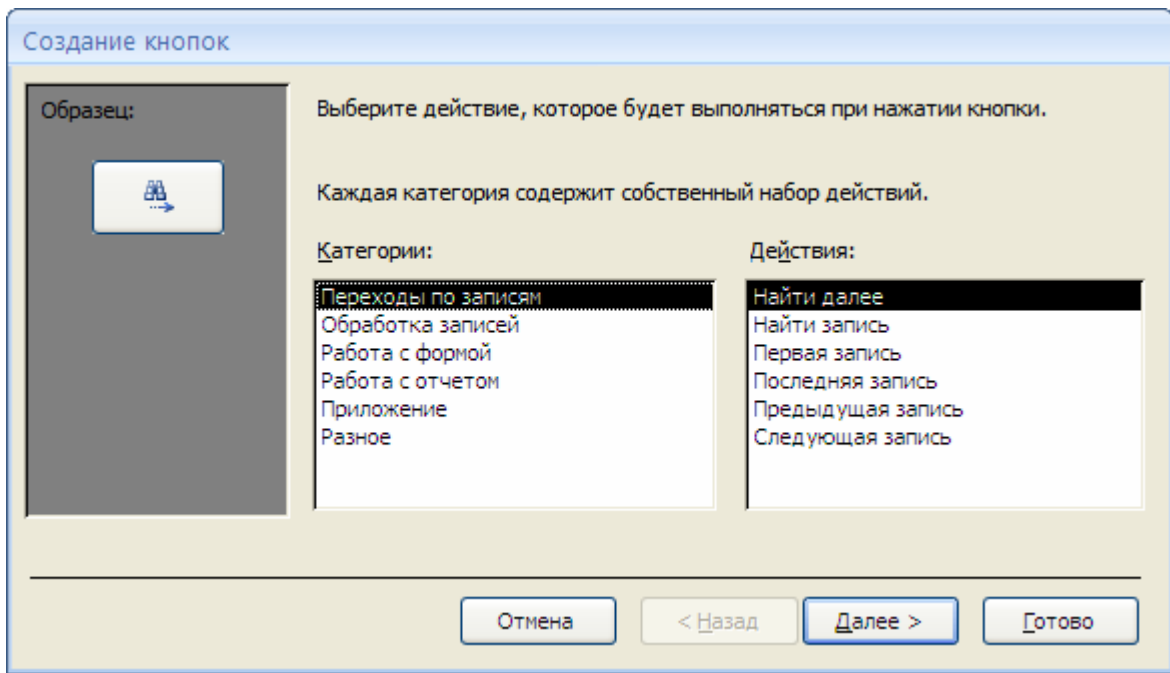 Создание кнопок
Образец:
Выберите действие, которое будет выполняться при нажатии кнопки.
Каждая категория содержит собственный набор действий.
Категории:
Переходы по записям
Обработка записей
Работа с формой
Работа с отчетом
Приложение
Разное
Действия:
Найти далее
Найти запись
Первая запись
Последняя запись
Предыдущая запись
Следующая запись
Отмена
< Назад
Далее >
Готово